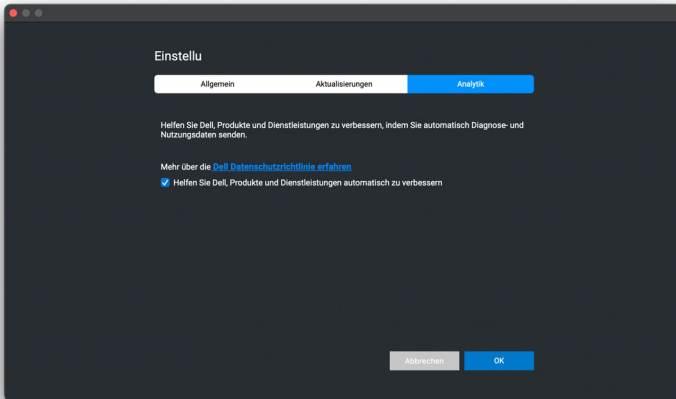 Einstellu
Allgemein
Aktualisierungen
Analytik
Helfen Sie Dell, Produkte und Dienstleistungen zu verbessern, indem Sie automatisch Diagnose- und
Nutzungsdaten senden.
Mehr über die Dell Datenschutzrichtlinie erfahren
Helfen Sie Dell, Produkte und Dienstleistungen automatisch zu verbessern
Abbrechen
OK